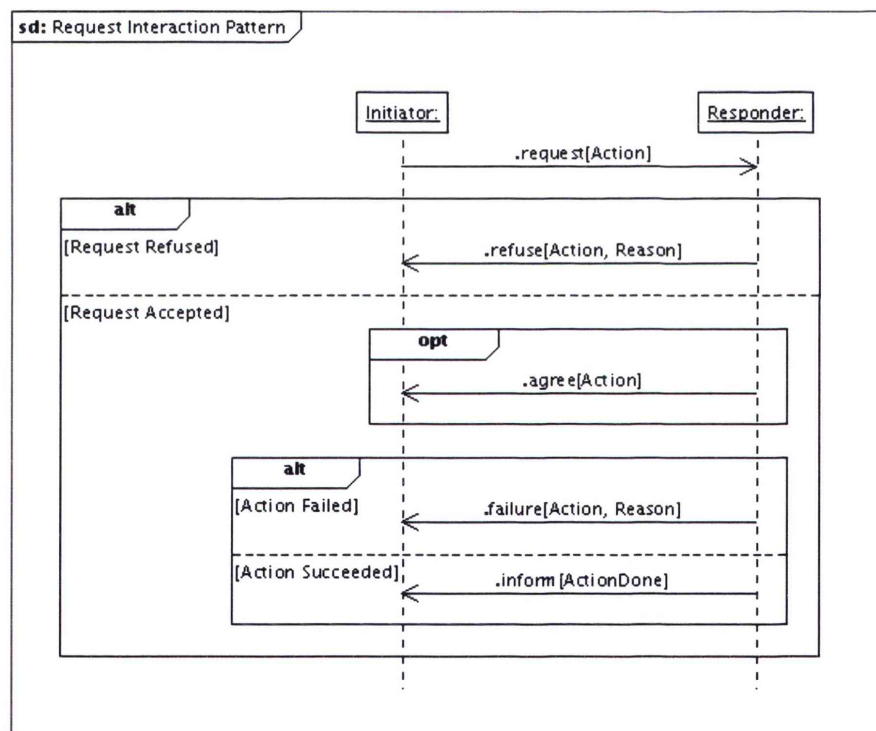 sd: Request Interaction Pattern
Initiator: Responder:
.request[Action]
alt
[Request Refused]
.refuse[Action, Reason]
[Request Accepted]
opt
.agree[Action]
alt
[Action Failed]
.failure[Action, Reason]
[Action Succeeded]
.inform[ActionDone]